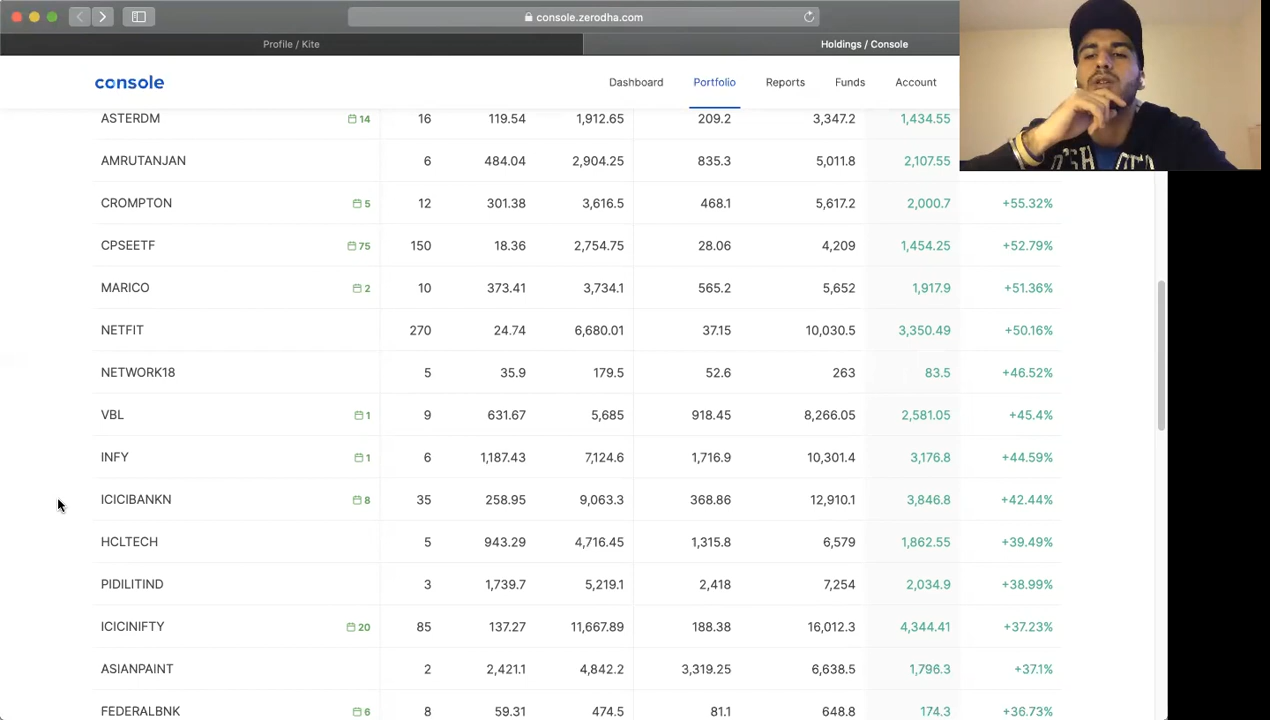 console.zerodha.com
Profile / Kite Holdings / Console
console Dashboard Portfolio Reports Funds Account
ASTERDM 14 16 119.54 1,912.65 209.2 3,347.2 1,434.55
AMRUTANJAN 6 484.04 2,904.25 835.3 5,011.8 2,107.55
CROMPTON 5 12 301.38 3,616.5 468.1 5,617.2 2,000.7 +55.32%
CPSEETF 75 150 18.36 2,754.75 28.06 4,209 1,454.25 +52.79%
MARICO 2 10 373.41 3,734.1 565.2 5,652 1,917.9 +51.36%
NETFIT 270 24.74 6,680.01 37.15 10,030.5 3,350.49 +50.16%
NETWORK18 5 35.9 179.5 52.6 263 83.5 +46.52%
VBL 1 9 631.67 5,685 918.45 8,266.05 2,581.05 +45.4%
INFY 1 6 1,187.43 7,124.6 1,716.9 10,301.4 3,176.8 +44.59%
ICICIBANKN 8 35 258.95 9,063.3 368.86 12,910.1 3,846.8 +42.44%
HCLTECH 5 943.29 4,716.45 1,315.8 6,579 1,862.55 +39.49%
PIDILITIND 3 1,739.7 5,219.1 2,418 7,254 2,034.9 +38.99%
ICICINIFTY 20 85 137.27 11,667.89 188.38 16,012.3 4,344.41 +37.23%
ASIANPAINT 2 2,421.1 4,842.2 3,319.25 6,638.5 1,796.3 +37.1%
FEDERALBNK 6 8 59.31 474.5 81.1 648.8 174.3 +36.73%